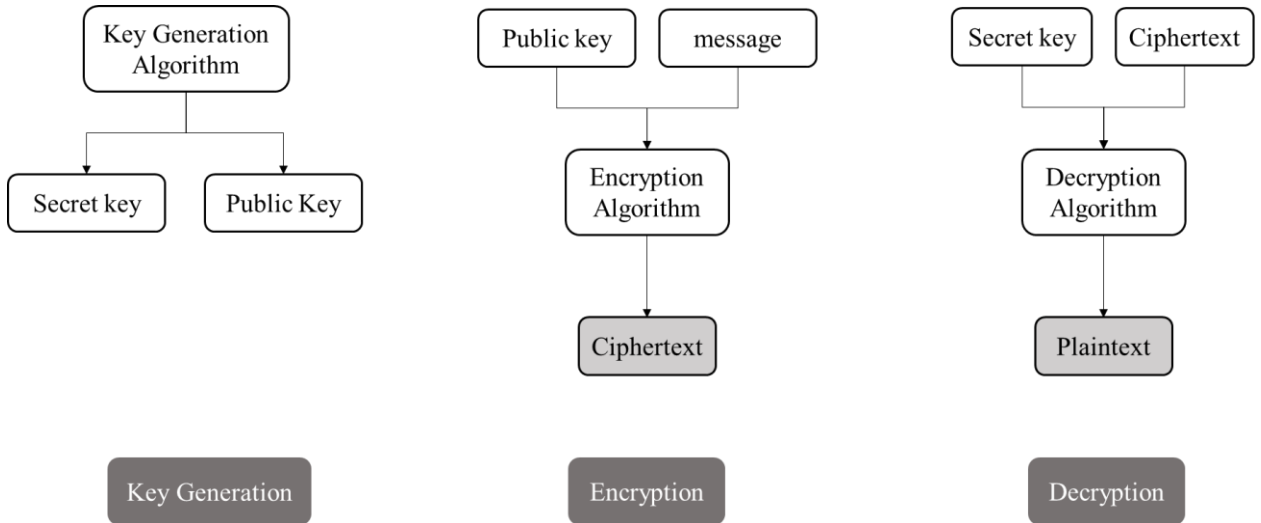 Key Generation
Algorithm
Secret key
Public Key
Public key
message
Encryption
Algorithm
Ciphertext
Secret key
Ciphertext
Decryption
Algorithm
Plaintext
Key Generation
Encryption
Decryption